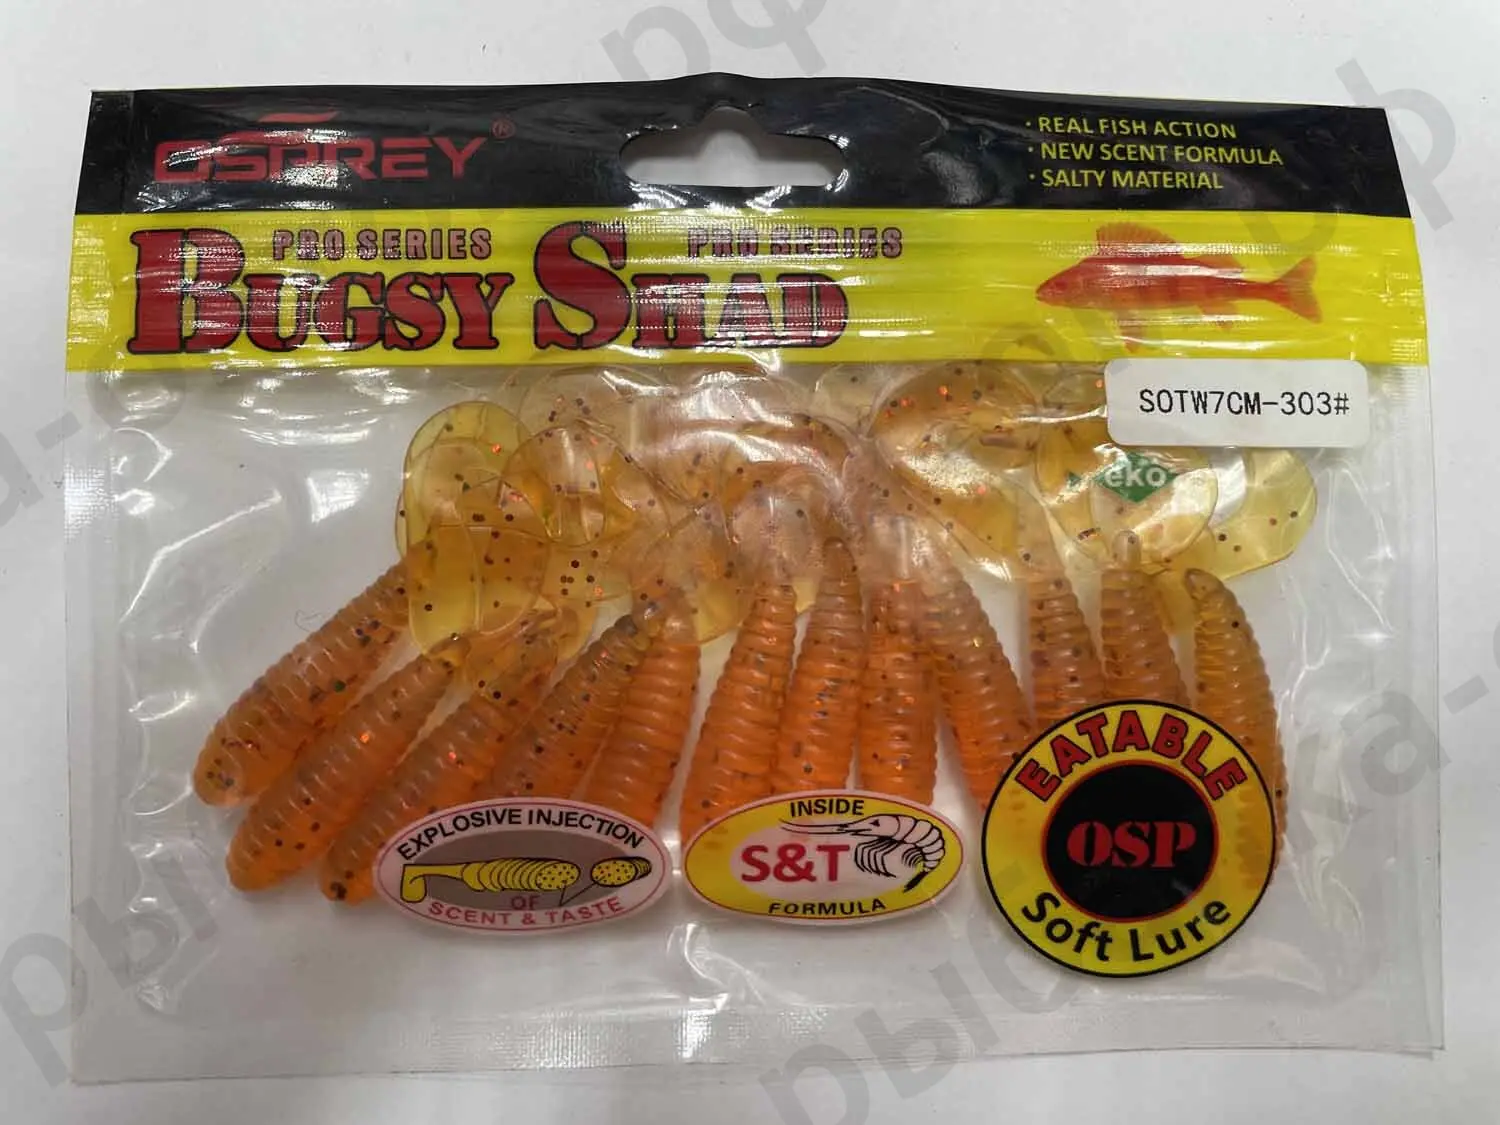 OSPREY®
· REAL FISH ACTION
· NEW SCENT FORMULA
· SALTY MATERIAL
PRO SERIES PRO SERIES
BUGSY SHAD
SOTW7CM-303#
eko
EXPLOSIVE INJECTION
OF
SCENT & TASTE
INSIDE
S&T
FORMULA
EATABLE
OSP
Soft Lure